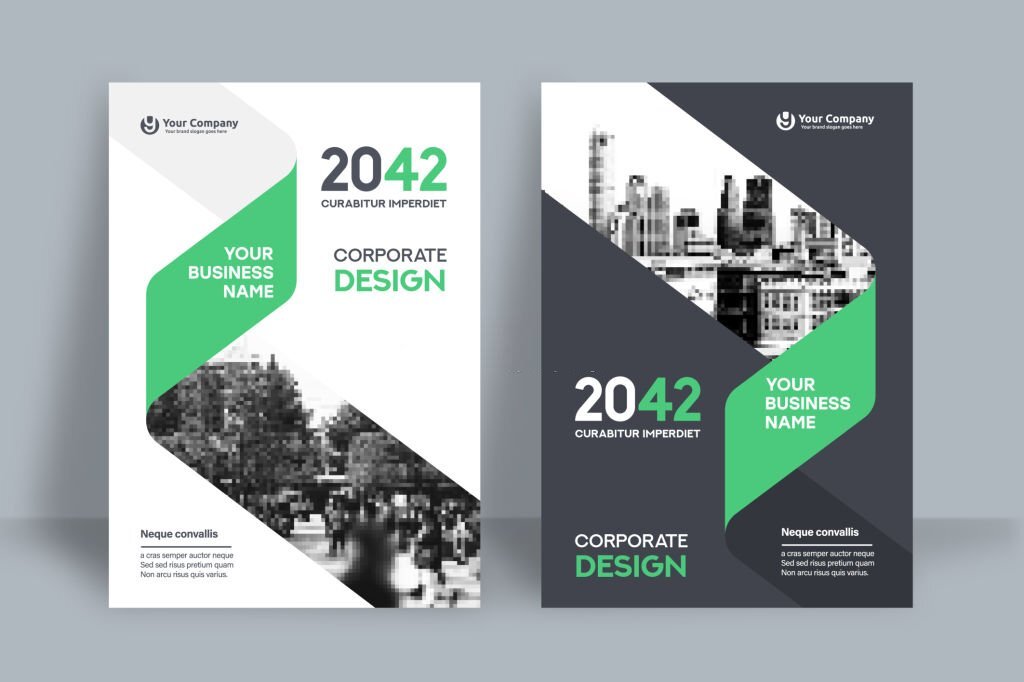 Your Company
Your brand slogan goes here
2042
CURABITUR IMPERDIET
YOUR
BUSINESS
NAME
CORPORATE
DESIGN
Neque convallis
a cras semper auctor neque
Sed sed risus pretium quam
Non arcu risus quis varius.
Your Company
Your brand slogan goes here
2042
CURABITUR IMPERDIET
YOUR
BUSINESS
NAME
CORPORATE
DESIGN
Neque convallis
a cras semper auctor neque
Sed sed risus pretium quam
Non arcu risus quis varius.